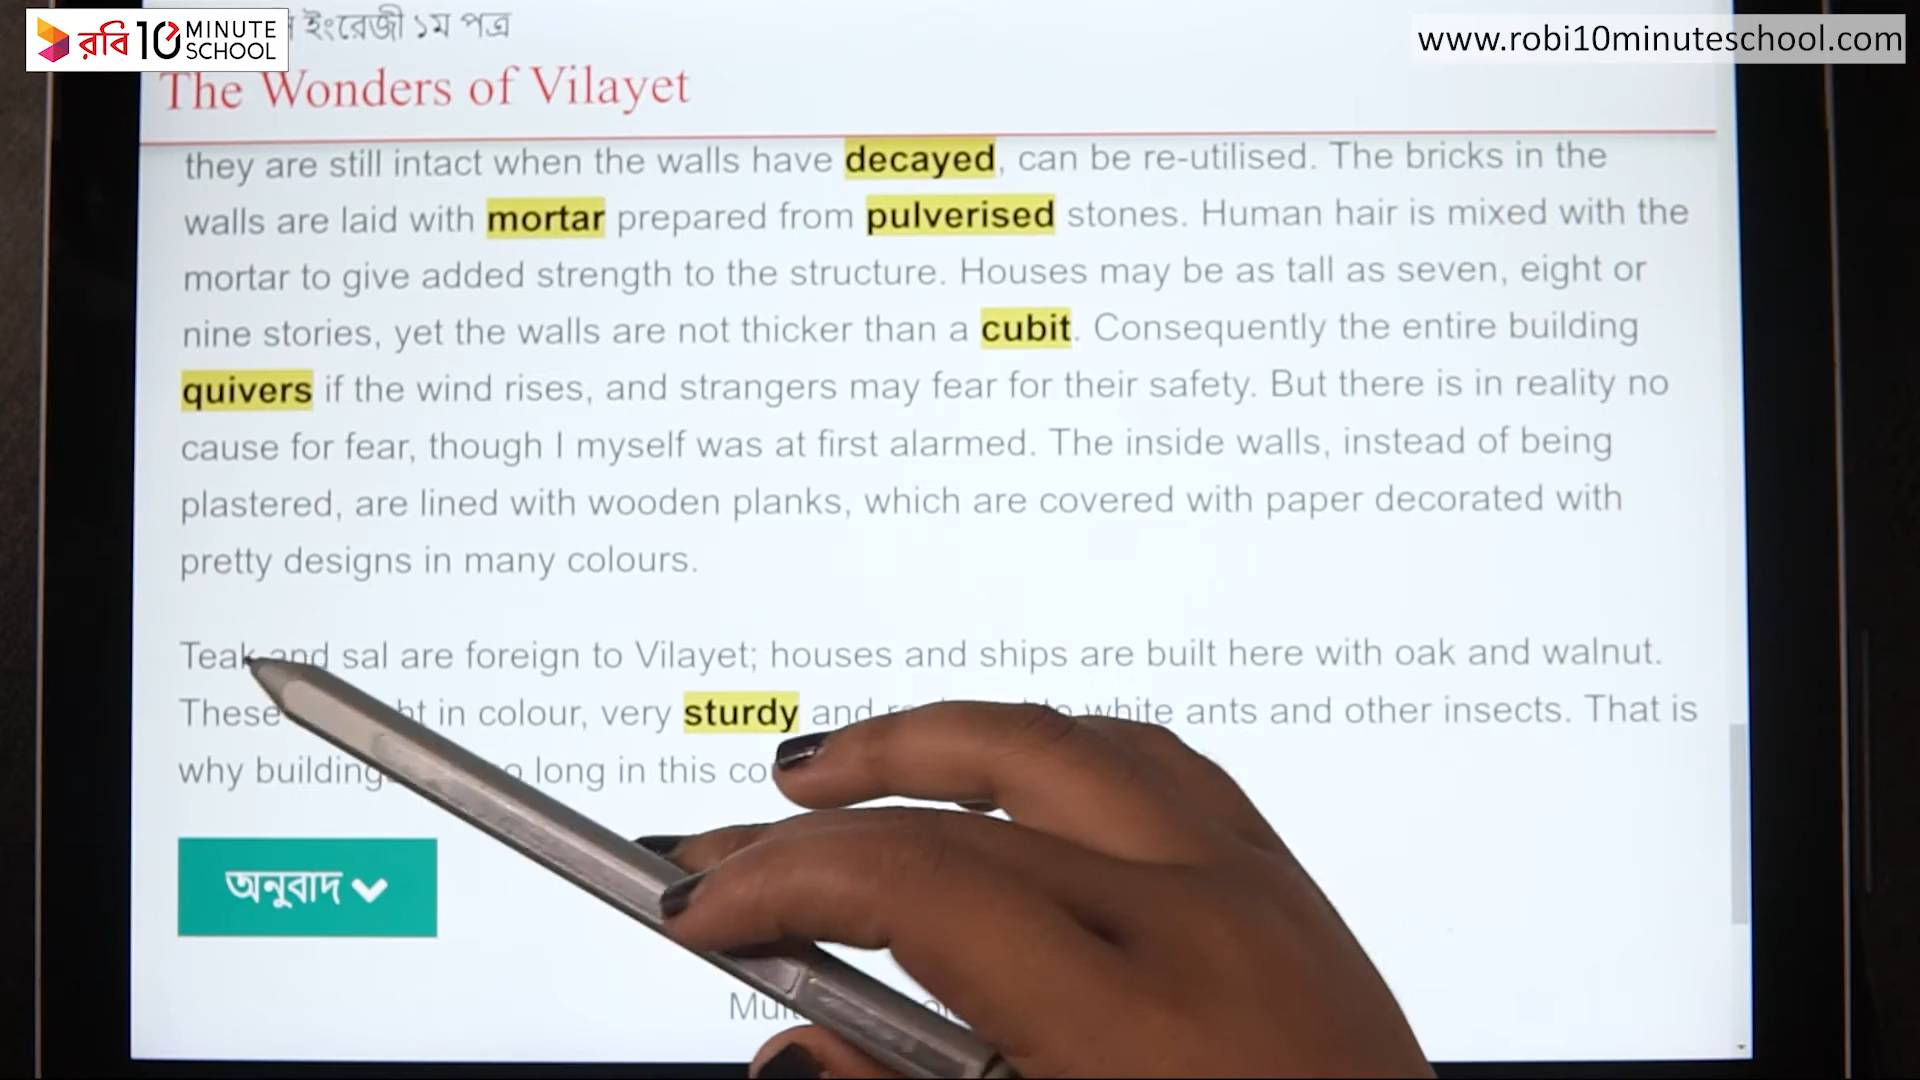 রবি 10 MINUTE SCHOOL
ইংরেজী ১ম পত্র
www.robi10minuteschool.com
The Wonders of Vilayet
they are still intact when the walls have decayed, can be re-utilised. The bricks in the
walls are laid with mortar prepared from pulverised stones. Human hair is mixed with the
mortar to give added strength to the structure. Houses may be as tall as seven, eight or
nine stories, yet the walls are not thicker than a cubit. Consequently the entire building
quivers if the wind rises, and strangers may fear for their safety. But there is in reality no
cause for fear, though I myself was at first alarmed. The inside walls, instead of being
plastered, are lined with wooden planks, which are covered with paper decorated with
pretty designs in many colours.
Teak and sal are foreign to Vilayet; houses and ships are built here with oak and walnut.
These in colour, very sturdy and white ants and other insects. That is
why long in this
অনুবাদ